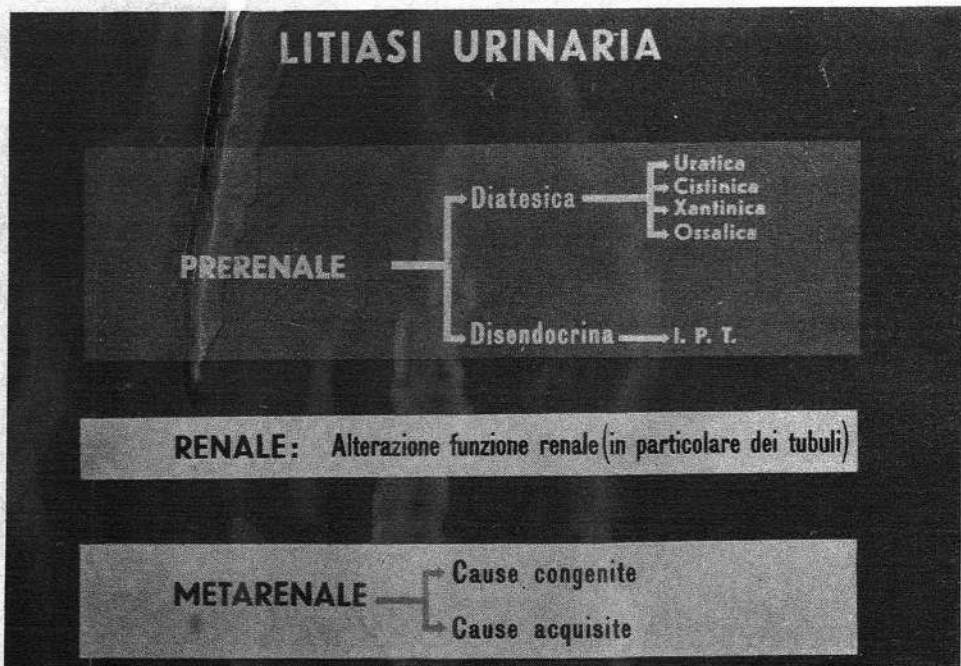 LITIASI URINARIA
Uratica
Diatesica
Cistinica
Xantinica
Ossalica
PRERENALE
Disendocrina
I. P. T.
RENALE: Alterazione funzione renale (in particolare dei tubuli)
METARENALE
Cause congenite
Cause acquisite